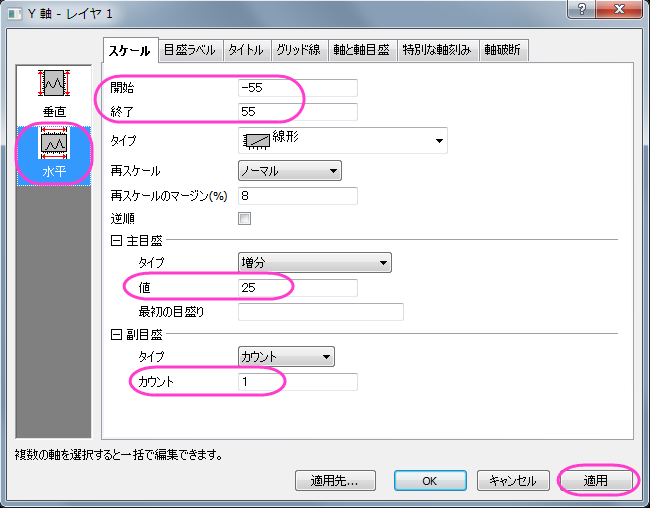 Y 軸 - レイヤ 1
スケール 目盛ラベル タイトル グリッド線 軸と軸目盛 特別な軸刻み 軸破断
垂直
水平
開始 -55
終了 55
タイプ 線形
再スケール ノーマル
再スケールのマージン(%) 8
逆順
主目盛
タイプ 増分
値 25
最初の目盛り
副目盛
タイプ カウント
カウント 1
複数の軸を選択すると一括で編集できます。
適用先... OK キャンセル 適用